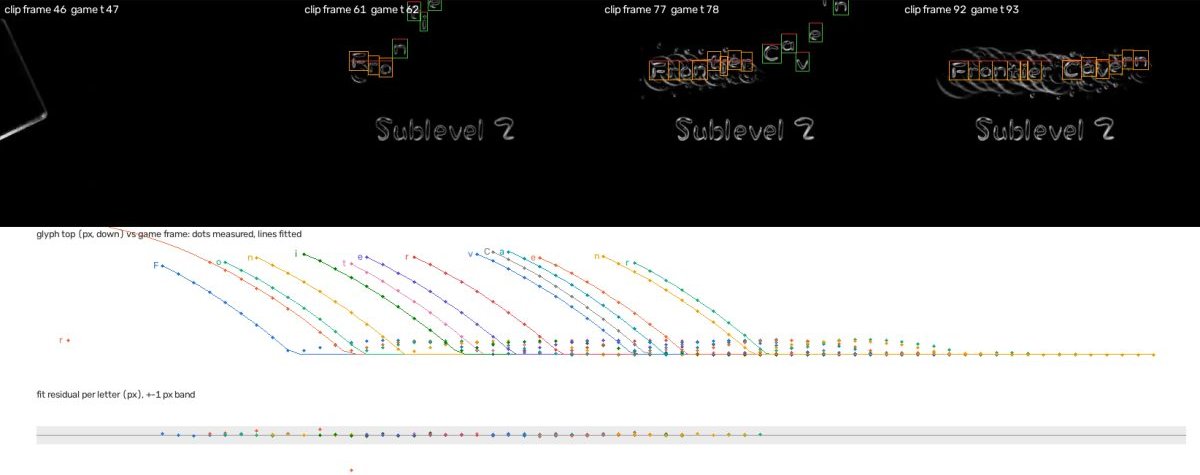 clip frame 46 game t 47
clip frame 61 game t 62
clip frame 77 game t 78
clip frame 92 game t 93
F o n i e
Sublevel 2
Frontier C a v e n
Sublevel 2
Frontier Cavern
Sublevel 2
glyph top (px, down) vs game frame: dots measured, lines fitted
F o n i t e r v C a e n r
r
fit residual per letter (px), +-1 px band